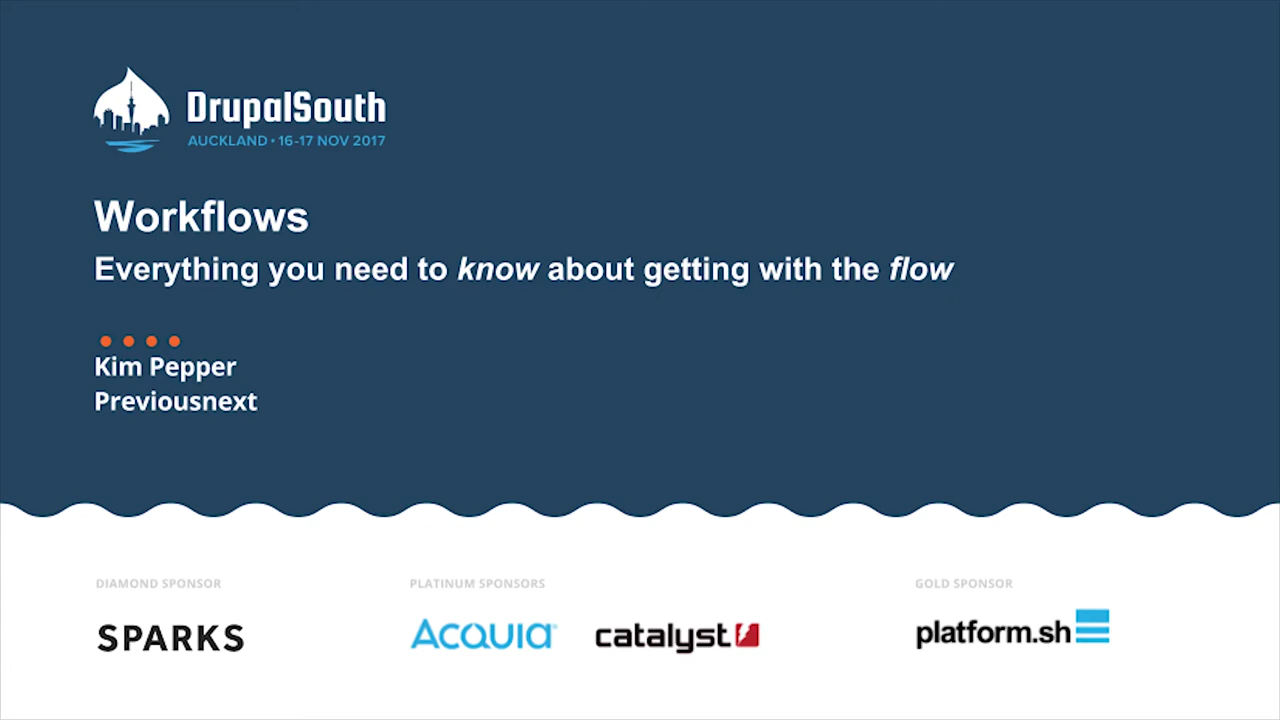 DrupalSouth
AUCKLAND • 16-17 NOV 2017
Workflows
Everything you need to know about getting with the flow
Kim Pepper
Previousnext
DIAMOND SPONSOR
PLATINUM SPONSORS
GOLD SPONSOR
SPARKS
ACQUIA
catalyst
platform.sh